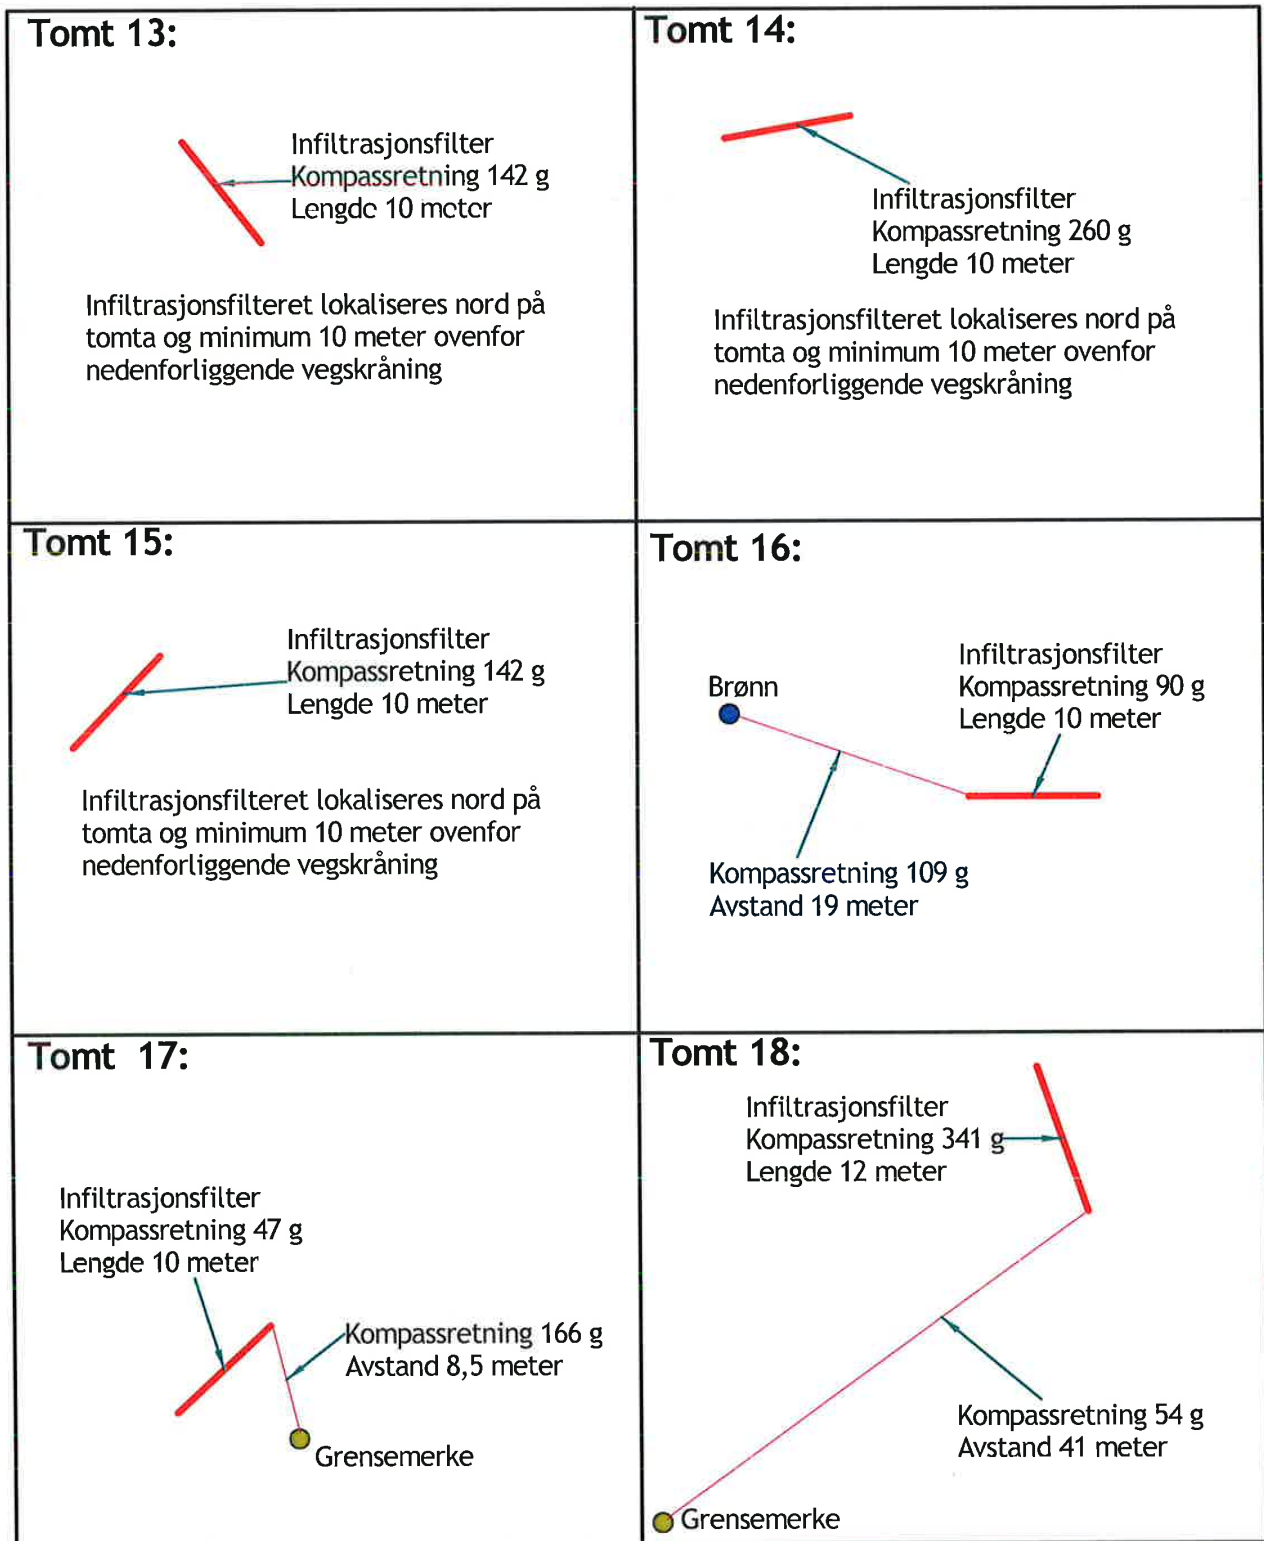 Tomt 13:
Infiltrasjonsfilter
Kompassretning 142 g
Lengde 10 meter
Infiltrasjonsfilteret lokaliseres nord på
tomta og minimum 10 meter ovenfor
nedenforliggende vegskråning
Tomt 14:
Infiltrasjonsfilter
Kompassretning 260 g
Lengde 10 meter
Infiltrasjonsfilteret lokaliseres nord på
tomta og minimum 10 meter ovenfor
nedenforliggende vegskråning
Tomt 15:
Infiltrasjonsfilter
Kompassretning 142 g
Lengde 10 meter
Infiltrasjonsfilteret lokaliseres nord på
tomta og minimum 10 meter ovenfor
nedenforliggende vegskråning
Tomt 16:
Infiltrasjonsfilter
Kompassretning 90 g
Lengde 10 meter
Brønn
Kompassretning 109 g
Avstand 19 meter
Tomt 17:
Infiltrasjonsfilter
Kompassretning 47 g
Lengde 10 meter
Kompassretning 166 g
Avstand 8,5 meter
Grensemerke
Tomt 18:
Infiltrasjonsfilter
Kompassretning 341 g
Lengde 12 meter
Kompassretning 54 g
Avstand 41 meter
Grensemerke